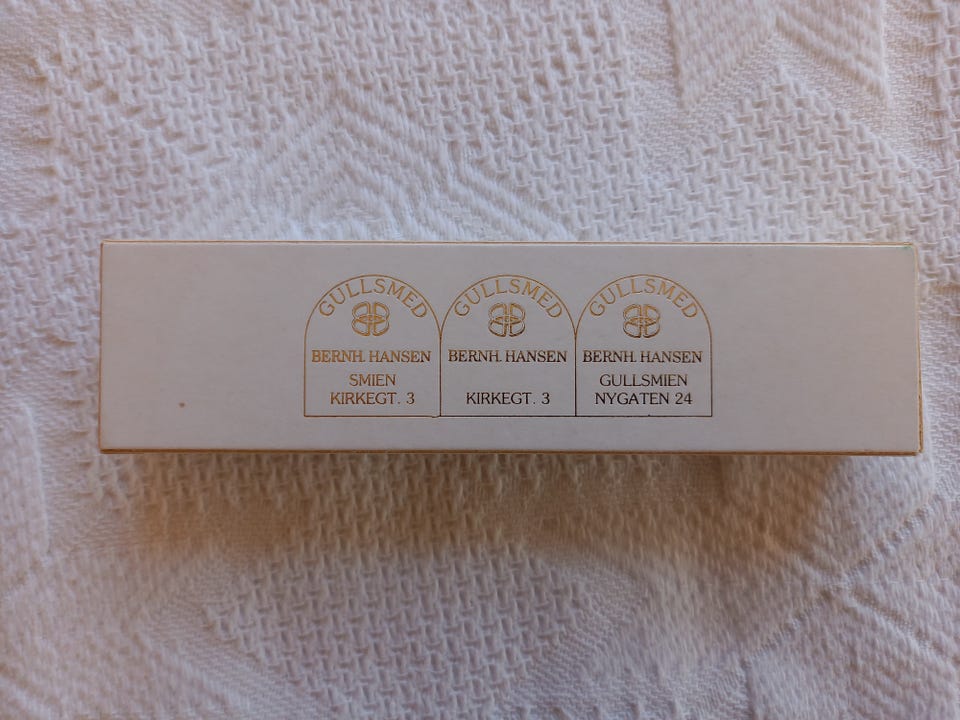 GULLSMED
BERNH. HANSEN
SMIEN
KIRKEGT. 3
GULLSMED
BERNH. HANSEN
KIRKEGT. 3
GULLSMED
BERNH. HANSEN
GULLSMIEN
NYGATEN 24